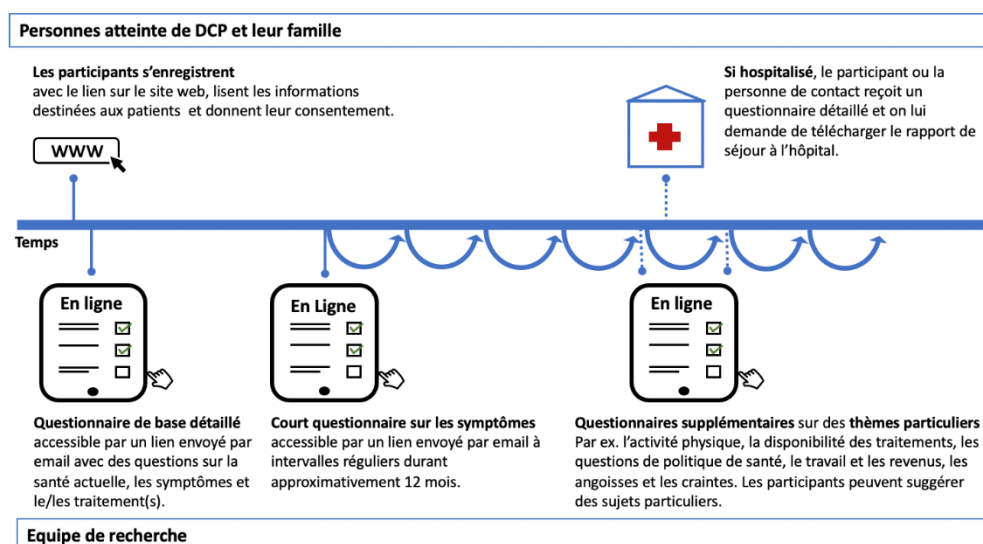 Personnes atteinte de DCP et leur famille
Les participants s’enregistrent
avec le lien sur le site web, lisent les informations
destinées aux patients et donnent leur consentement.
WWW
Si hospitalisé, le participant ou la
personne de contact reçoit un
questionnaire détaillé et on lui
demande de télécharger le rapport de
séjour à l’hôpital.
Temps
En ligne
Questionnaire de base détaillé
accessible par un lien envoyé par
email avec des questions sur la
santé actuelle, les symptômes et
le/les traitement(s).
En Ligne
Court questionnaire sur les symptômes
accessible par un lien envoyé par email à
intervalles réguliers durant
approximativement 12 mois.
En ligne
Questionnaires supplémentaires sur des thèmes particuliers
Par ex. l’activité physique, la disponibilité des traitements, les
questions de politique de santé, le travail et les revenus, les
angoisses et les craintes. Les participants peuvent suggérer
des sujets particuliers.
Equipe de recherche